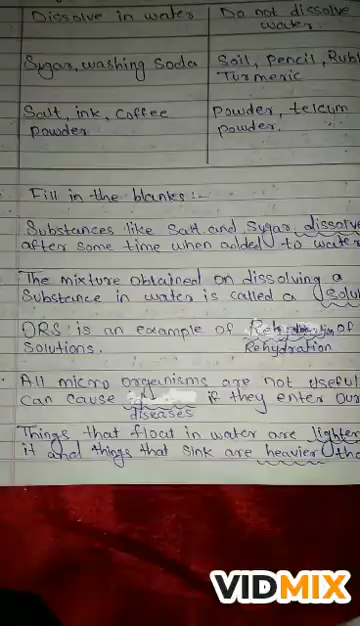 Dissolve in water | Do not dissolve
water.
Sugar, washing Soda | Soil, pencil, Rubb
Turmeric
Salt, ink, coffee | powder, telcum
powder | powder.
Fill in the blanks :-
Substances like Salt and Sugar dissolve
after some time when added to water
The mixture obtained on dissolving a
Substance in water is called a solut
ORS is an example of of
Solutions. Rehydration
All micro organisms are not useful
can cause if they enter our
diseases
Things that float in water are lighter
it and things that sink are heavier tha
VIDMIX